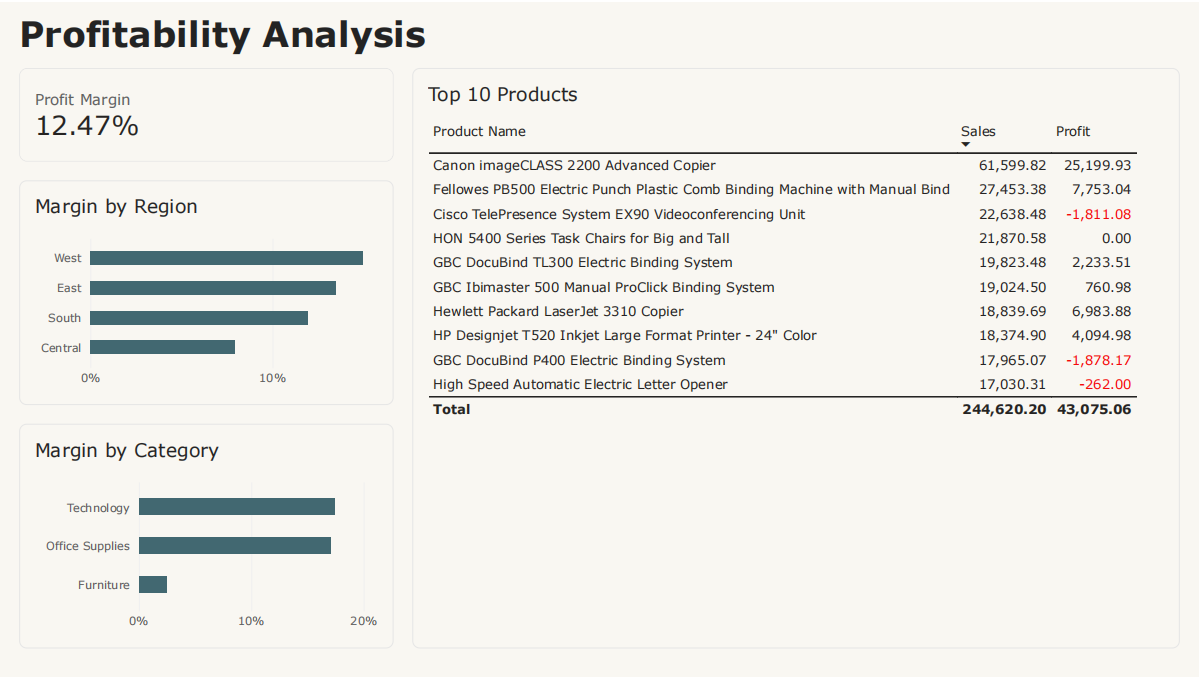 Profitability Analysis
Profit Margin
12.47%
Margin by Region
West
East
South
Central
0% 10%
Margin by Category
Technology
Office Supplies
Furniture
0% 10% 20%
Top 10 Products
Product Name Sales Profit
Canon imageCLASS 2200 Advanced Copier 61,599.82 25,199.93
Fellowes PB500 Electric Punch Plastic Comb Binding Machine with Manual Bind 27,453.38 7,753.04
Cisco TelePresence System EX90 Videoconferencing Unit 22,638.48 -1,811.08
HON 5400 Series Task Chairs for Big and Tall 21,870.58 0.00
GBC DocuBind TL300 Electric Binding System 19,823.48 2,233.51
GBC Ibimaster 500 Manual ProClick Binding System 19,024.50 760.98
Hewlett Packard LaserJet 3310 Copier 18,839.69 6,983.88
HP Designjet T520 Inkjet Large Format Printer - 24" Color 18,374.90 4,094.98
GBC DocuBind P400 Electric Binding System 17,965.07 -1,878.17
High Speed Automatic Electric Letter Opener 17,030.31 -262.00
Total 244,620.20 43,075.06